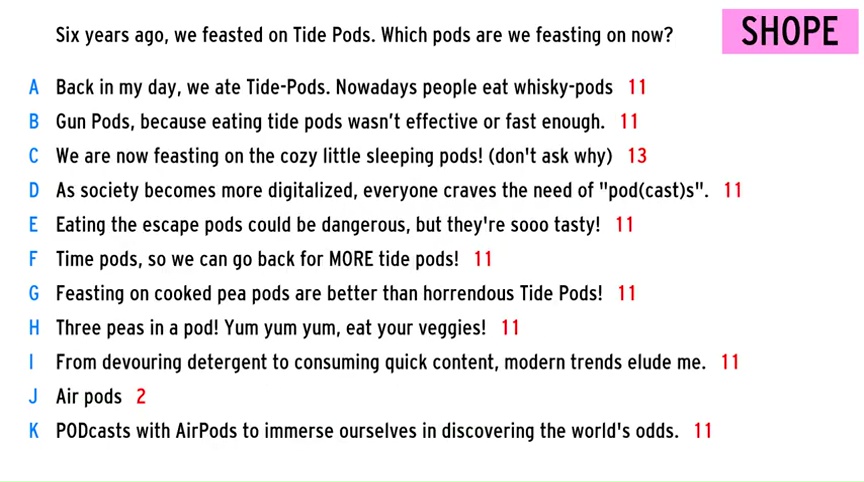 Six years ago, we feasted on Tide Pods. Which pods are we feasting on now?
SHOPE
A Back in my day, we ate Tide-Pods. Nowadays people eat whisky-pods 11
B Gun Pods, because eating tide pods wasn't effective or fast enough. 11
C We are now feasting on the cozy little sleeping pods! (don't ask why) 13
D As society becomes more digitalized, everyone craves the need of "pod(cast)s". 11
E Eating the escape pods could be dangerous, but they're sooo tasty! 11
F Time pods, so we can go back for MORE tide pods! 11
G Feasting on cooked pea pods are better than horrendous Tide Pods! 11
H Three peas in a pod! Yum yum yum, eat your veggies! 11
I From devouring detergent to consuming quick content, modern trends elude me. 11
J Air pods 2
K PODcasts with AirPods to immerse ourselves in discovering the world's odds. 11